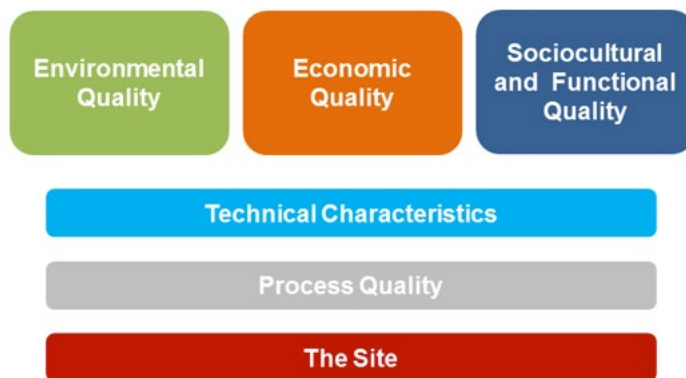 Environmental
Quality
Economic
Quality
Sociocultural
and Functional
Quality
Technical Characteristics
Process Quality
The Site